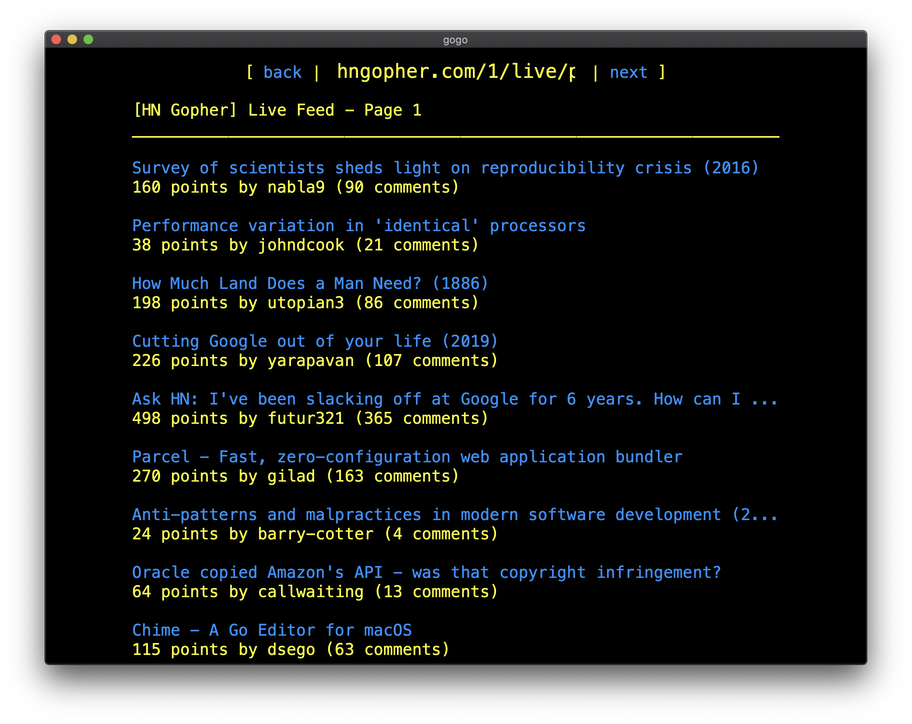 gogo
[ back | hngopher.com/1/live/p | next ]
[HN Gopher] Live Feed - Page 1
Survey of scientists sheds light on reproducibility crisis (2016)
160 points by nabla9 (90 comments)
Performance variation in 'identical' processors
38 points by johndcook (21 comments)
How Much Land Does a Man Need? (1886)
198 points by utopian3 (86 comments)
Cutting Google out of your life (2019)
226 points by yarapavan (107 comments)
Ask HN: I've been slacking off at Google for 6 years. How can I ...
498 points by futur321 (365 comments)
Parcel – Fast, zero-configuration web application bundler
270 points by gilad (163 comments)
Anti-patterns and malpractices in modern software development (2...
24 points by barry-cotter (4 comments)
Oracle copied Amazon's API – was that copyright infringement?
64 points by callwaiting (13 comments)
Chime – A Go Editor for macOS
115 points by dsego (63 comments)